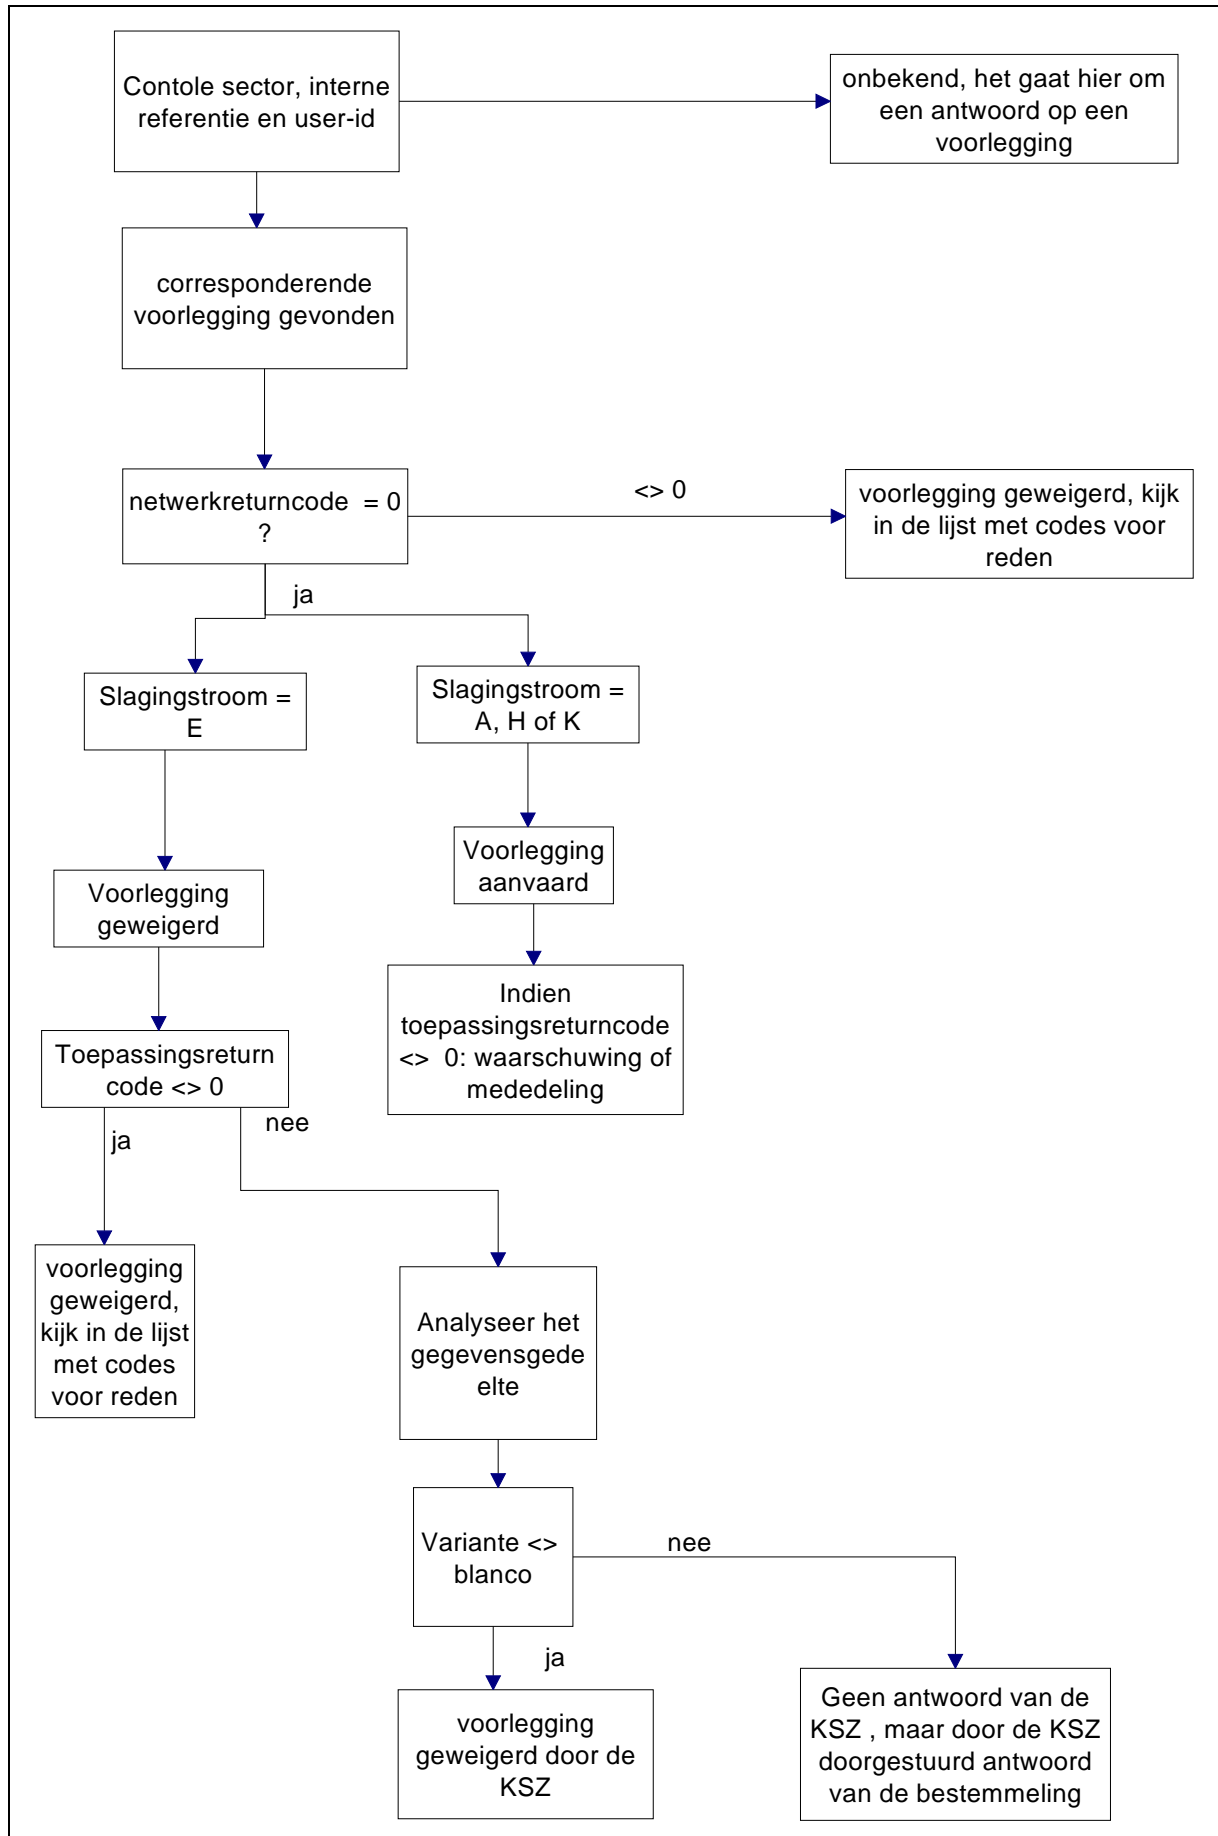 Contole sector, interne
referentie en user-id
onbekend, het gaat hier om
een antwoord op een
voorlegging
corresponderende
voorlegging gevonden
netwerkreturncode = 0
?
<> 0
voorlegging geweigerd, kijk
in de lijst met codes voor
reden
ja
Slagingstroom =
E
Slagingstroom =
A, H of K
Voorlegging
aanvaard
Voorlegging
geweigerd
Indien
toepassingsreturncode
<> 0: waarschuwing of
mededeling
Toepassingsreturn
code <> 0
ja
nee
voorlegging
geweigerd,
kijk in de lijst
met codes
voor reden
Analyseer het
gegevensgede
elte
Variante <>
blanco
nee
ja
voorlegging
geweigerd door de
KSZ
Geen antwoord van de
KSZ , maar door de KSZ
doorgestuurd antwoord
van de bestemmeling